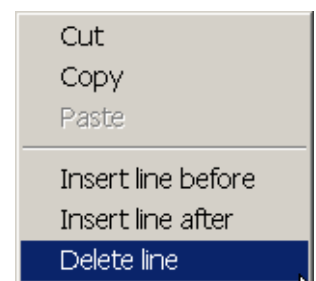 Cut
Copy
Paste
Insert line before
Insert line after
Delete line